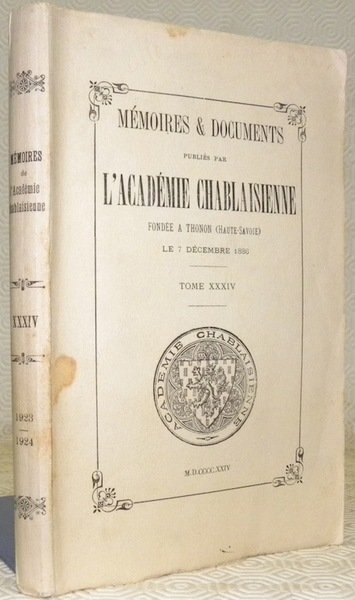 MÉMOIRES & DOCUMENTS
PUBLIÉS PAR
L'ACADÉMIE CHABLAISIENNE
FONDÉE A THONON (HAUTE-SAVOIE)
LE 7 DÉCEMBRE 1886
TOME XXXIV
ACADEMIE CHABLAISIENNE
M.D.CCCC.XXIV
MÉMOIRES
de
l'Académie
Chablaisienne
XXXIV
1923
1924